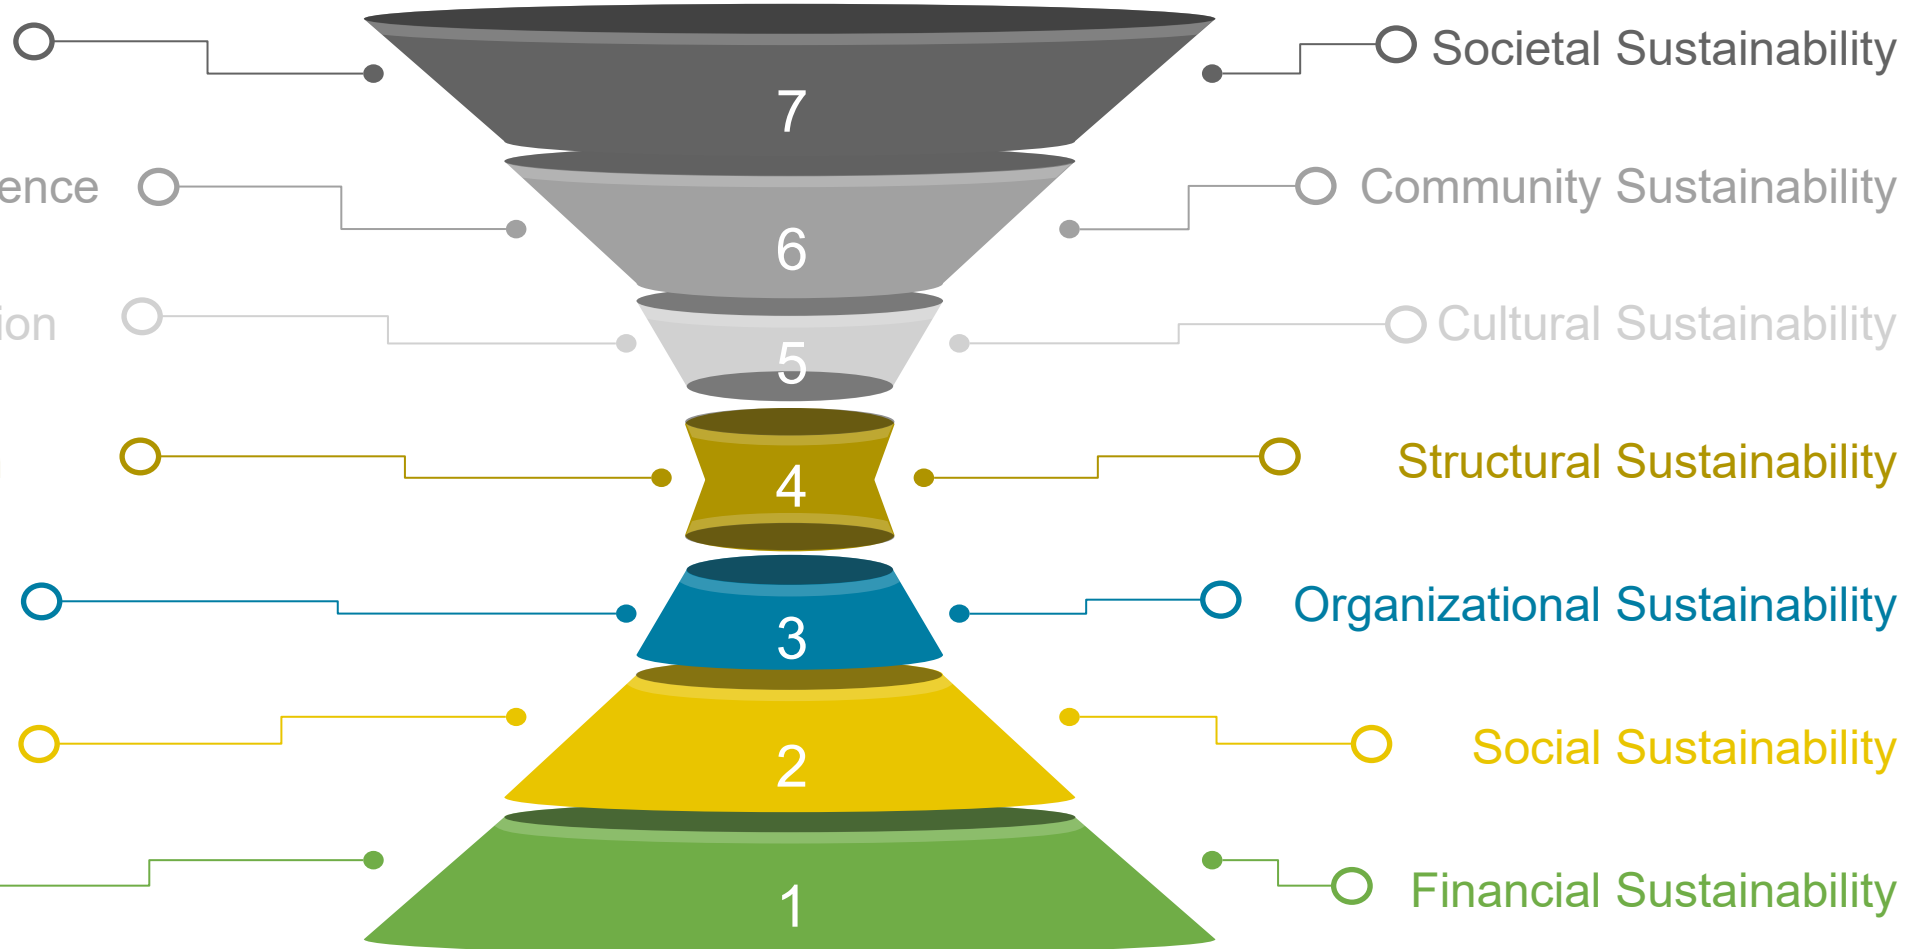 7 Societal Sustainability
ence 6 Community Sustainability
ion 5 Cultural Sustainability
4 Structural Sustainability
3 Organizational Sustainability
2 Social Sustainability
1 Financial Sustainability